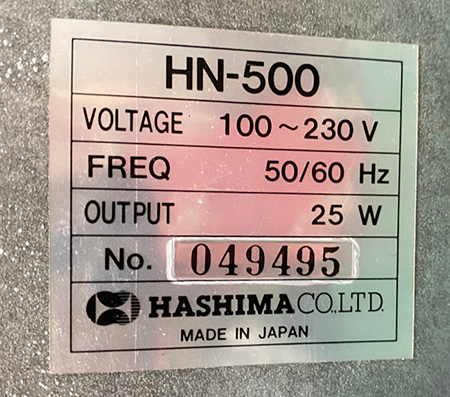 HN-500
VOLTAGE 100~230 V
FREQ 50/60 Hz
OUTPUT 25 W
No. 049495
HASHIMA CO.,LTD.
MADE IN JAPAN